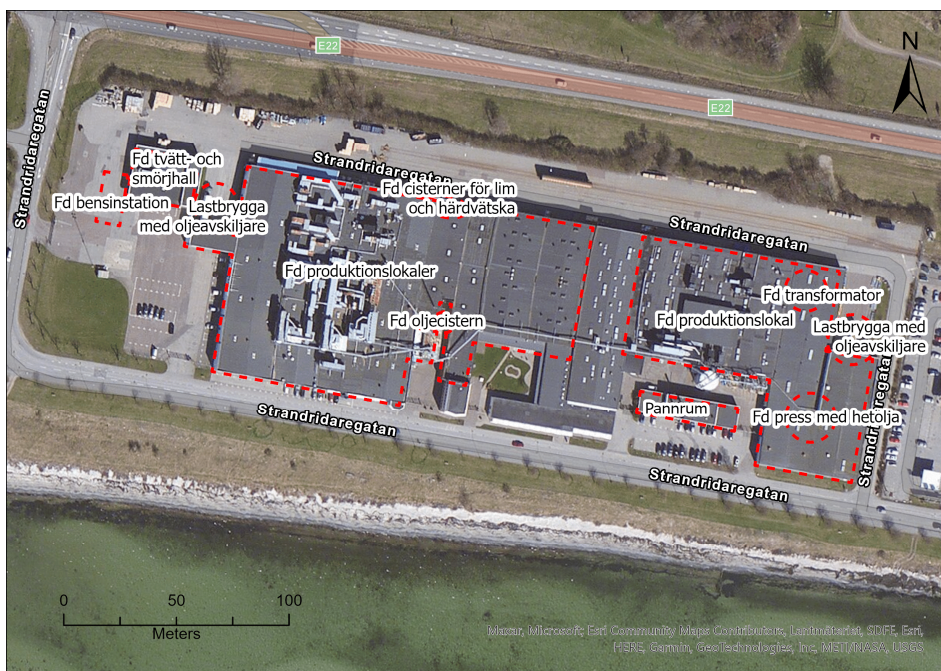 E22
N
E22
Strandridaregatan
Fd tvätt- och
smörjhall
Strandridaregatan
Fd cisterner för lim
och härdvätska
Fd bensinstation
Lastbrygga
med oljeavskiljare
Strandridaregatan
Fd produktionslokaler
Fd transformator
Fd oljecistern
Fd produktionslokal
Lastbrygga med
oljeavskiljare
Strandridaregatan
Pannrum
Fd press med hetolja
Strandridaregatan
Strandridaregatan
0 50 100
Meters
Maxar, Microsoft, Esri Community Maps Contributors, Lantmäteriet, SDFE, Esri,
HERE, Garmin, GeoTechnologies, Inc, METI/NASA, USGS